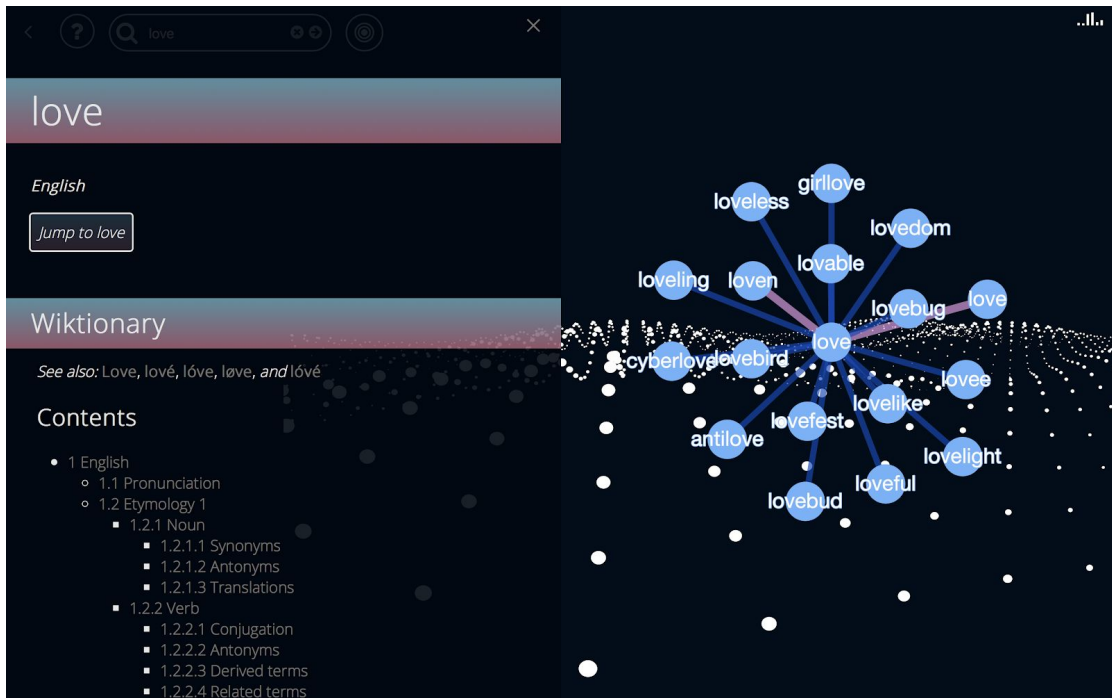 ? love
love
English
Jump to love
Wiktionary
See also: Love, lové, lóve, løve, and lóvé
Contents
1 English
1.1 Pronunciation
1.2 Etymology 1
1.2.1 Noun
1.2.1.1 Synonyms
1.2.1.2 Antonyms
1.2.1.3 Translations
1.2.2 Verb
1.2.2.1 Conjugation
1.2.2.2 Antonyms
1.2.2.3 Derived terms
1.2.2.4 Related terms
girllove
loveless
lovedom
lovable
loveling
loven
lovebug
love
love
cyberlove
lovebird
lovee
lovelike
lovefest
antilove
lovelight
loveful
lovebud